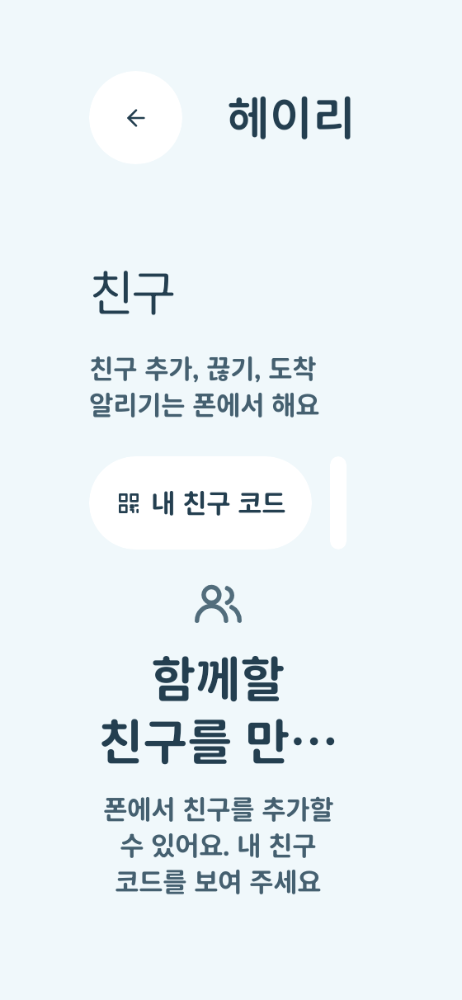 헤이리
친구
친구 추가, 끊기, 도착
알리기는 폰에서 해요
내 친구 코드
함께할
친구를 만…
폰에서 친구를 추가할
수 있어요. 내 친구
코드를 보여 주세요